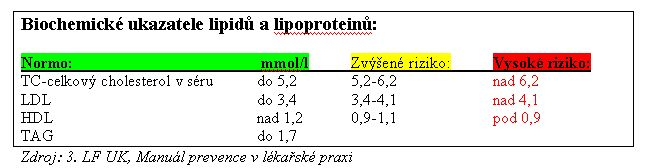 Biochemické ukazatele lipidů a lipoproteinů:
Normo: mmol/l Zvýšené riziko: Vysoké riziko:
TC-celkový cholesterol v séru do 5,2 5,2-6,2 nad 6,2
LDL do 3,4 3,4-4,1 nad 4,1
HDL nad 1,2 0,9-1,1 pod 0,9
TAG do 1,7
Zdroj: 3. LF UK, Manuál prevence v lékařské praxi